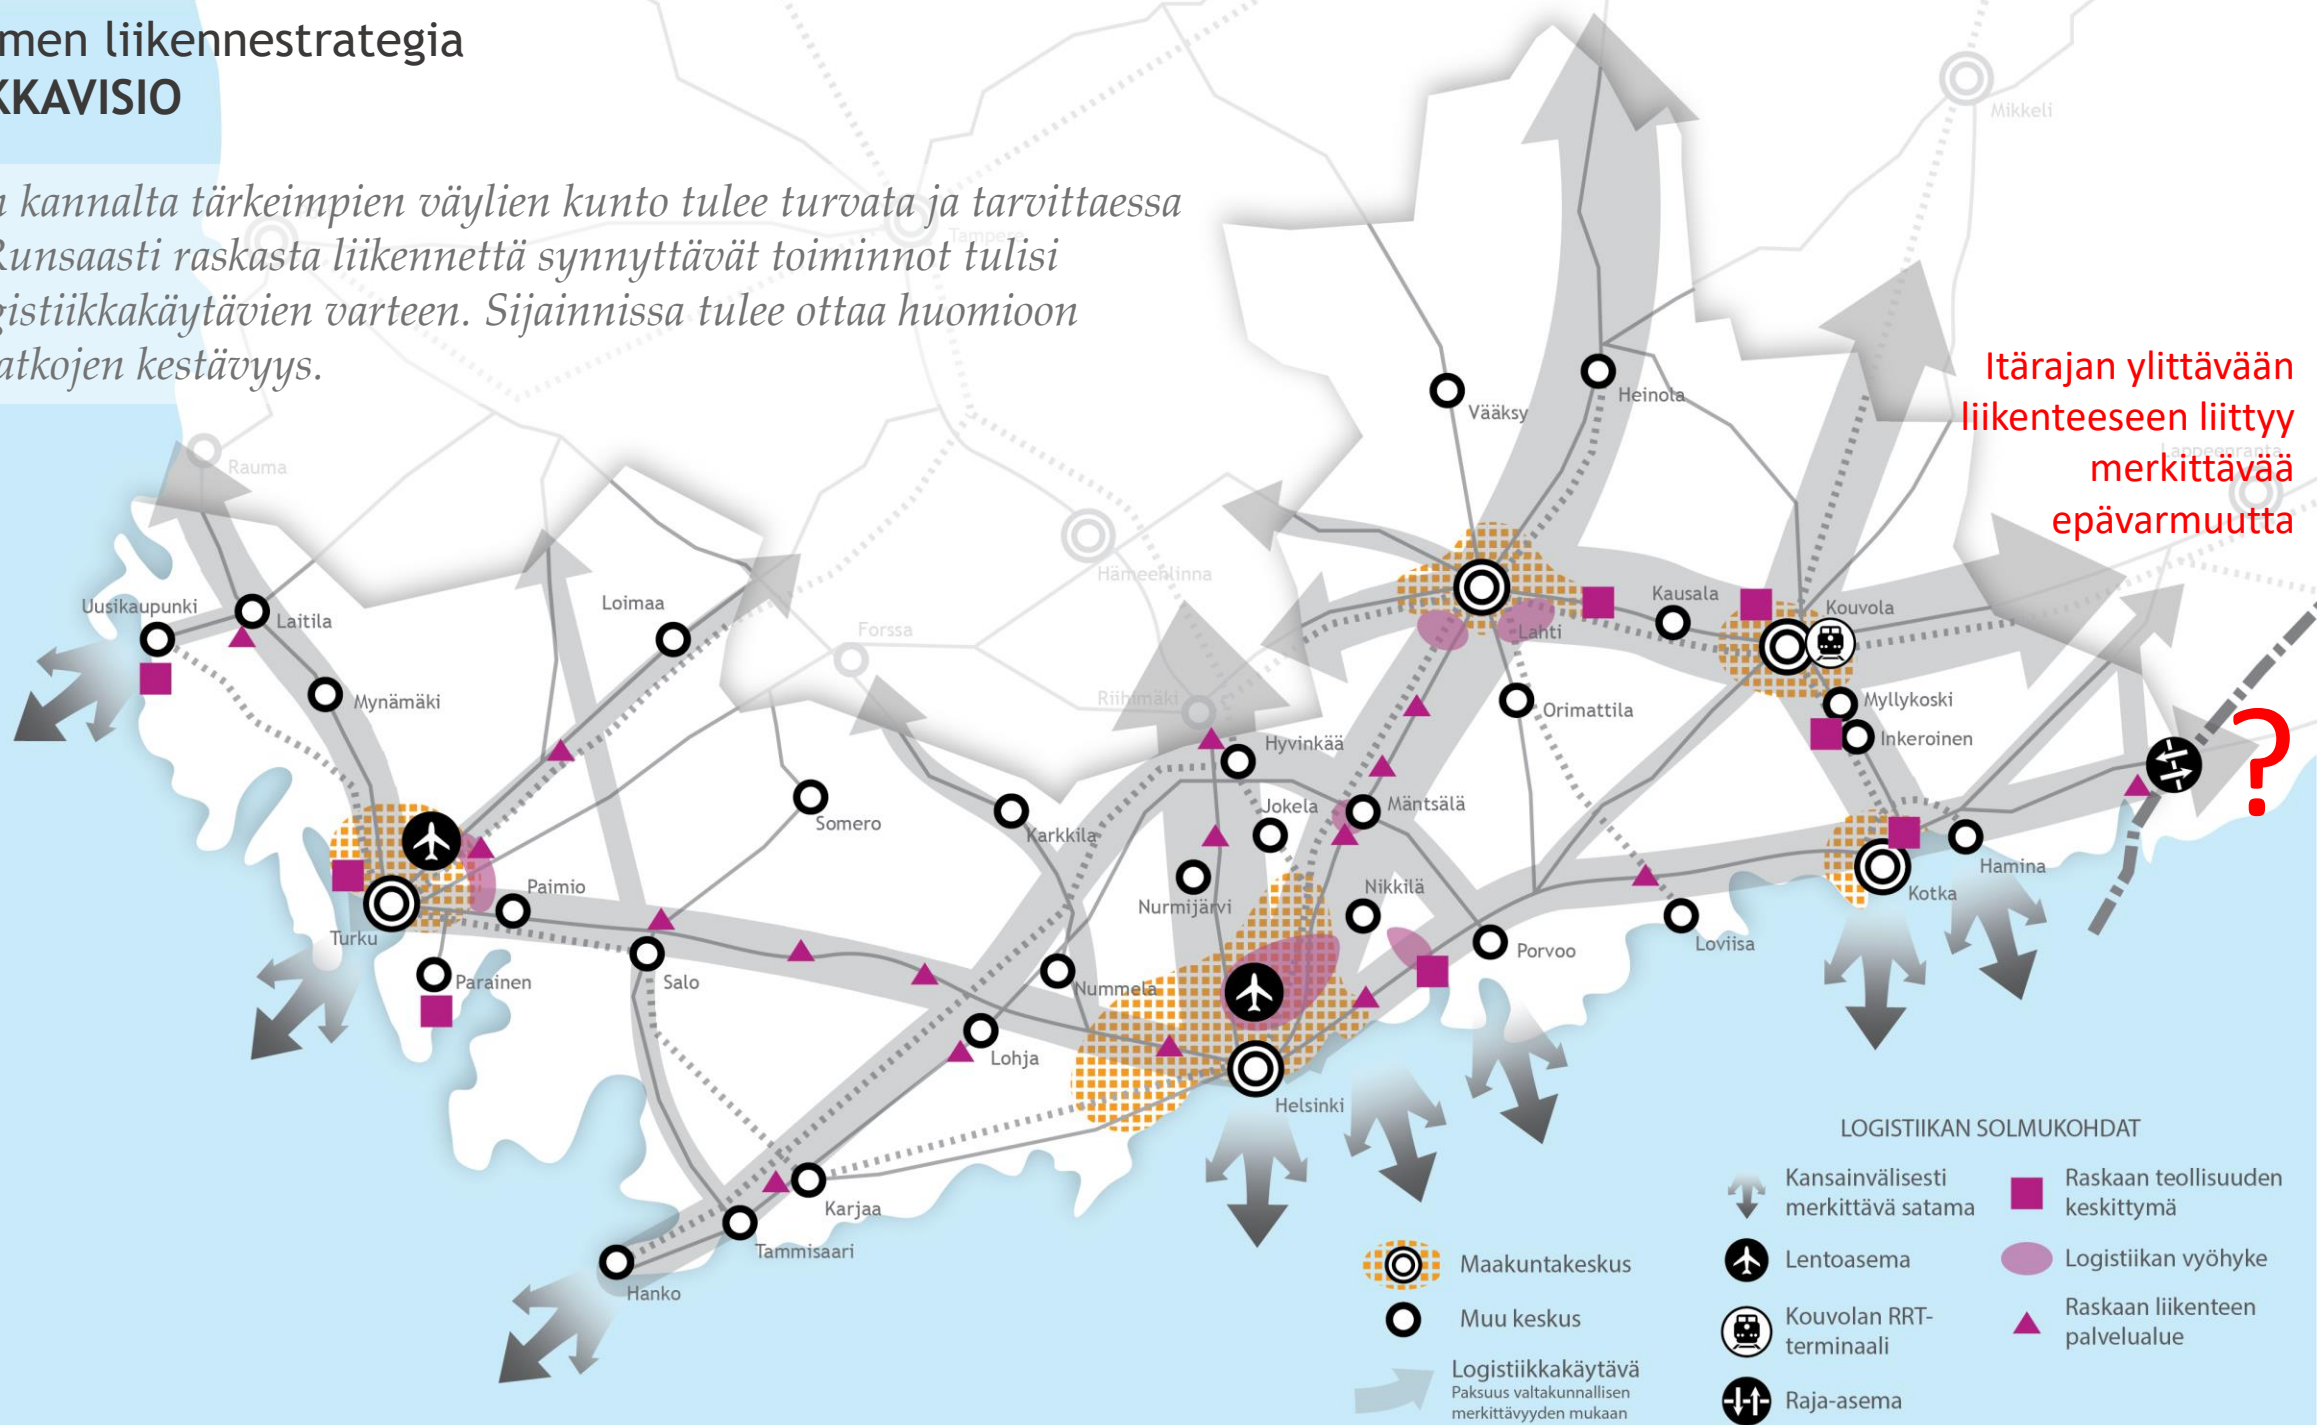 men liikennestrategia
KKAVISIO
n kannalta tärkeimpien väylien kunto tulee turvata ja tarvittaessa
Runsaasti raskasta liikennettä synnyttävät toiminnot tulisi
gistiikkakäytävien varteen. Sijainnissa tulee ottaa huomioon
atkojen kestävyys.
Mikkeli
Tampere
Itärajan ylittävään
liikenteeseen liittyy
merkittävää
epävarmuutta
Lappeenranta
Heinola
Vääksy
Rauma
Hämeenlinna
Uusikaupunki
Laitila
Loimaa
Forssa
Lahti
Kausala
Kouvola
Mynämäki
Riihimäki
Orimattila
Myllykoski
Inkeroinen
?
Hyvinkää
Jokela
Mäntsälä
Somero
Karkkila
Hamina
Paimio
Nurmijärvi
Nikkilä
Kotka
Turku
Porvoo
Loviisa
Parainen
Salo
Nummela
Lohja
Helsinki
Karjaa
Tammisaari
Hanko
LOGISTIIKAN SOLMUKOHDAT
Kansainvälisesti
merkittävä satama
Raskaan teollisuuden
keskittymä
Maakuntakeskus
Lentoasema
Logistiikan vyöhyke
Muu keskus
Kouvolan RRT-
terminaali
Raskaan liikenteen
palvelualue
Logistiikkakäytävä
Paksuus valtakunnallisen
merkittävyyden mukaan
Raja-asema